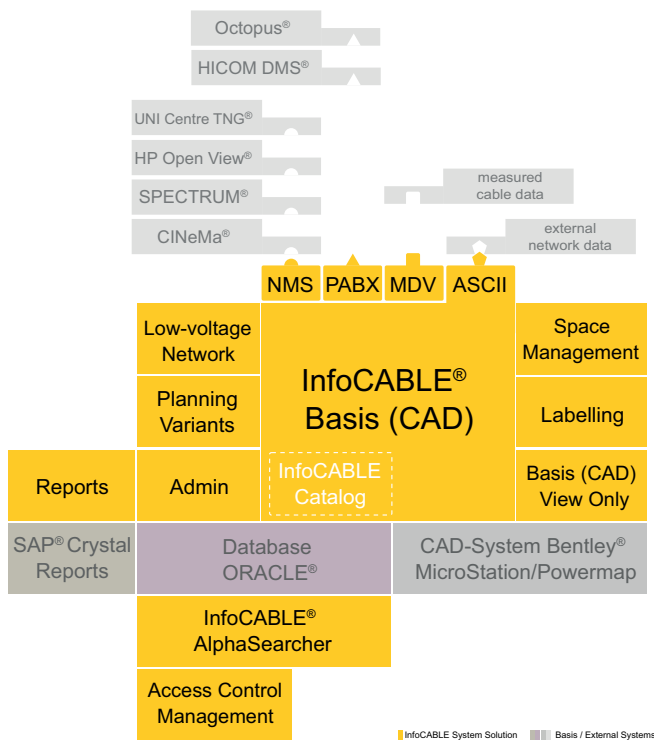 Octopus®
HICOM DMS®
UNI Centre TNG®
HP Open View®
SPECTRUM®
CINeMa®
measured
cable data
external
network data
NMS PABX MDV ASCII
Low-voltage
Network
Planning
Variants
Reports
Admin
InfoCABLE®
Basis (CAD)
InfoCABLE
Catalog
Space
Management
Labelling
Basis (CAD)
View Only
SAP® Crystal
Reports
Database
ORACLE®
CAD-System Bentley®
MicroStation/Powermap
InfoCABLE®
AlphaSearcher
Access Control
Management
InfoCABLE System Solution
Basis / External Systems